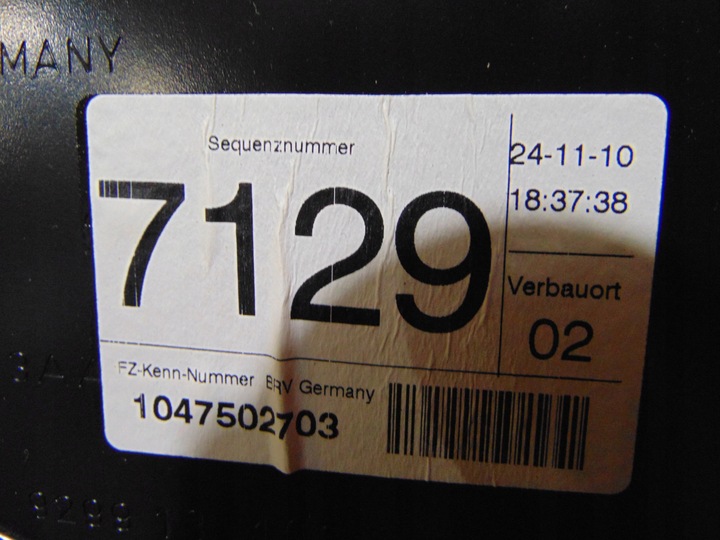 MANY
Sequenznummer
7129
24-11-10
18:37:38
Verbauort
02
FZ-Kenn-Nummer BRV Germany
1047502703